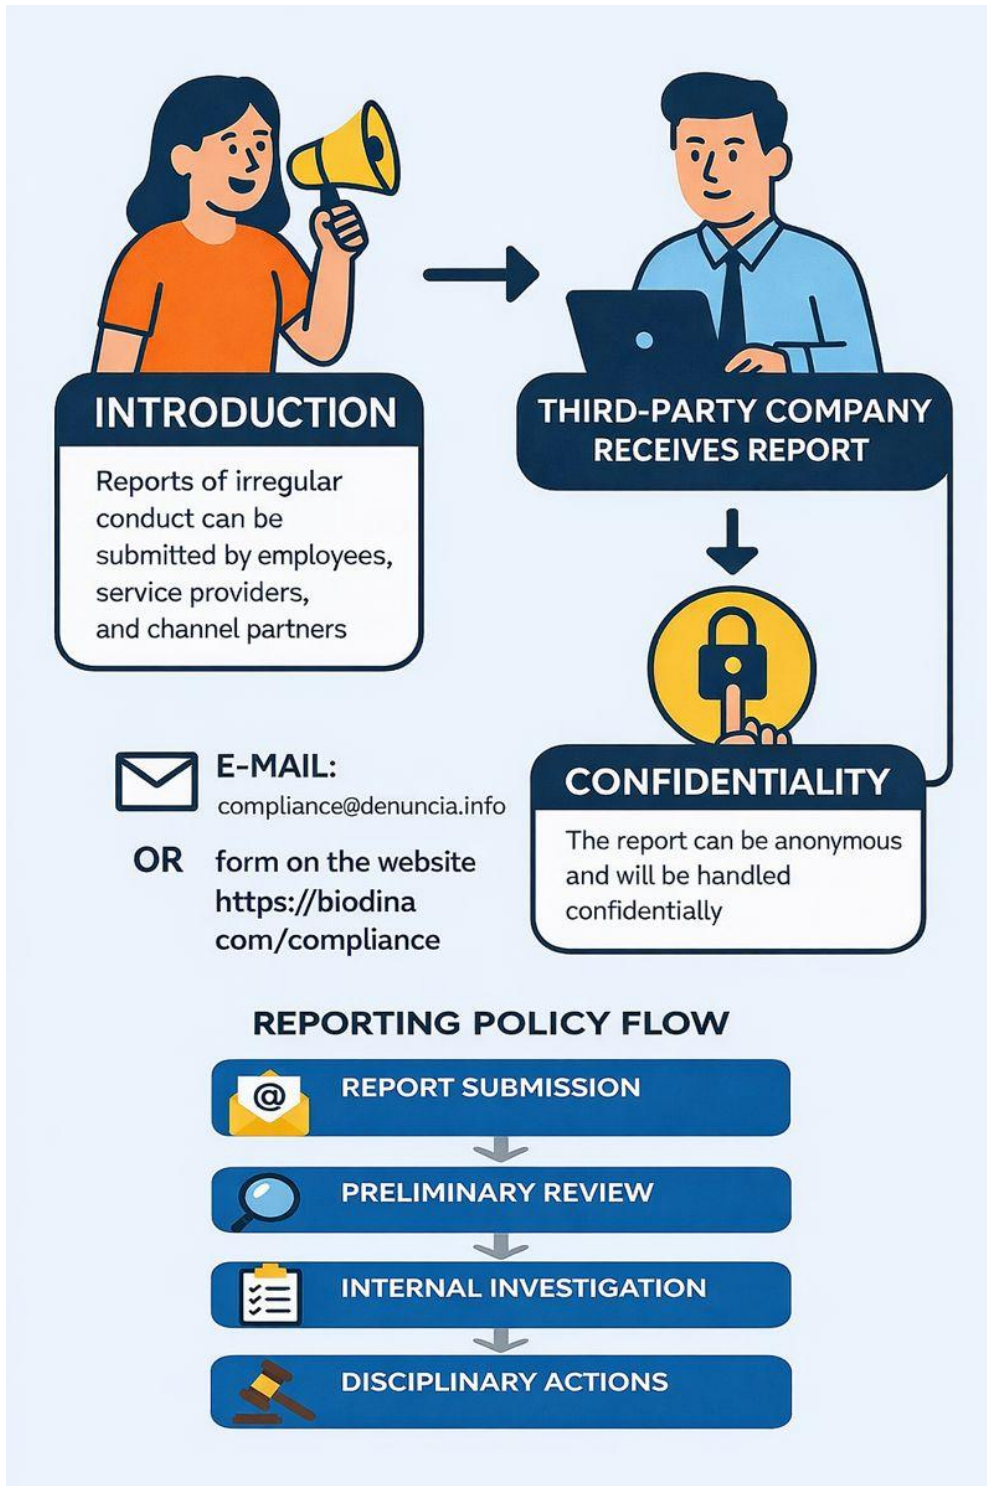 INTRODUCTION
Reports of irregular
conduct can be
submitted by employees,
service providers,
and channel partners
THIRD-PARTY COMPANY
RECEIVES REPORT
E-MAIL:
compliance@denuncia.info
OR form on the website
https://biodina
com/compliance
CONFIDENTIALITY
The report can be anonymous
and will be handled
confidentially
REPORTING POLICY FLOW
@
REPORT SUBMISSION
PRELIMINARY REVIEW
INTERNAL INVESTIGATION
DISCIPLINARY ACTIONS